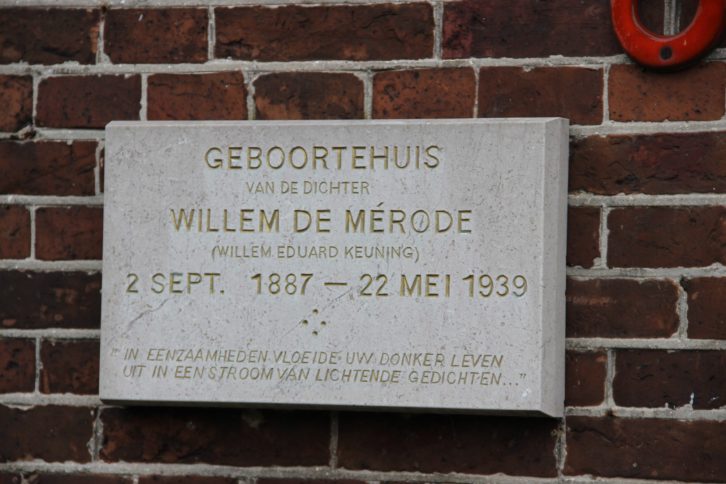 GEBOORTEHUIS
VAN DE DICHTER
WILLEM DE MÉRODE
(WILLEM EDUARD KEUNING)
2 SEPT. 1887 — 22 MEI 1939
"IN EENZAAMHEDEN VLOEIDE UW DONKER LEVEN
UIT IN EEN STROOM VAN LICHTENDE GEDICHTEN..."